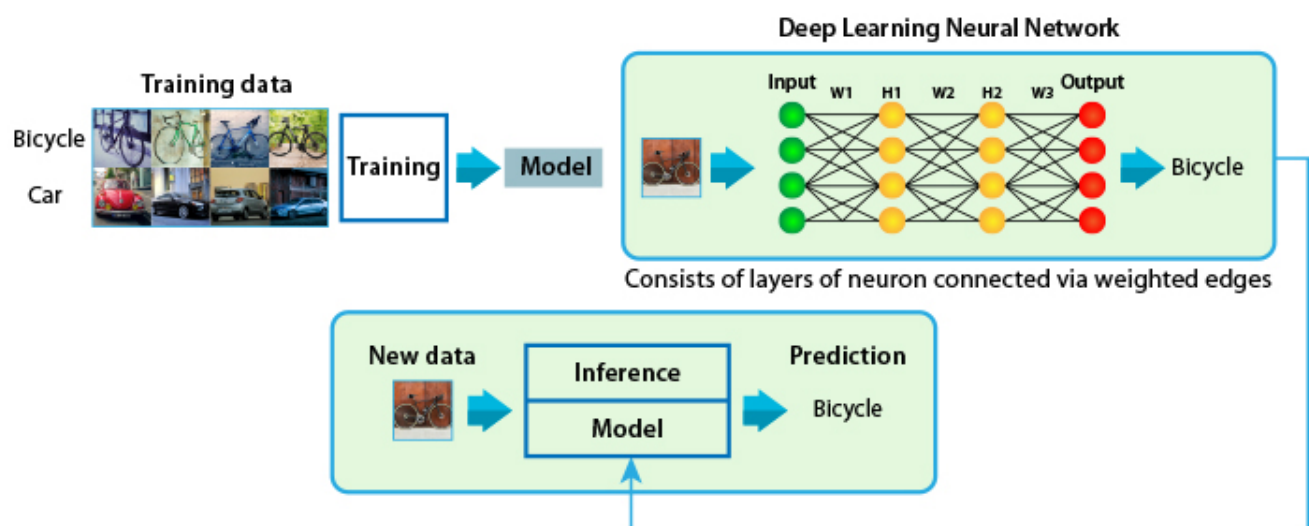 Deep Learning Neural Network
Training data
Bicycle
Car
Training
Model
Input W1 H1 W2 H2 W3 Output
Bicycle
Consists of layers of neuron connected via weighted edges
New data
Inference
Model
Prediction
Bicycle